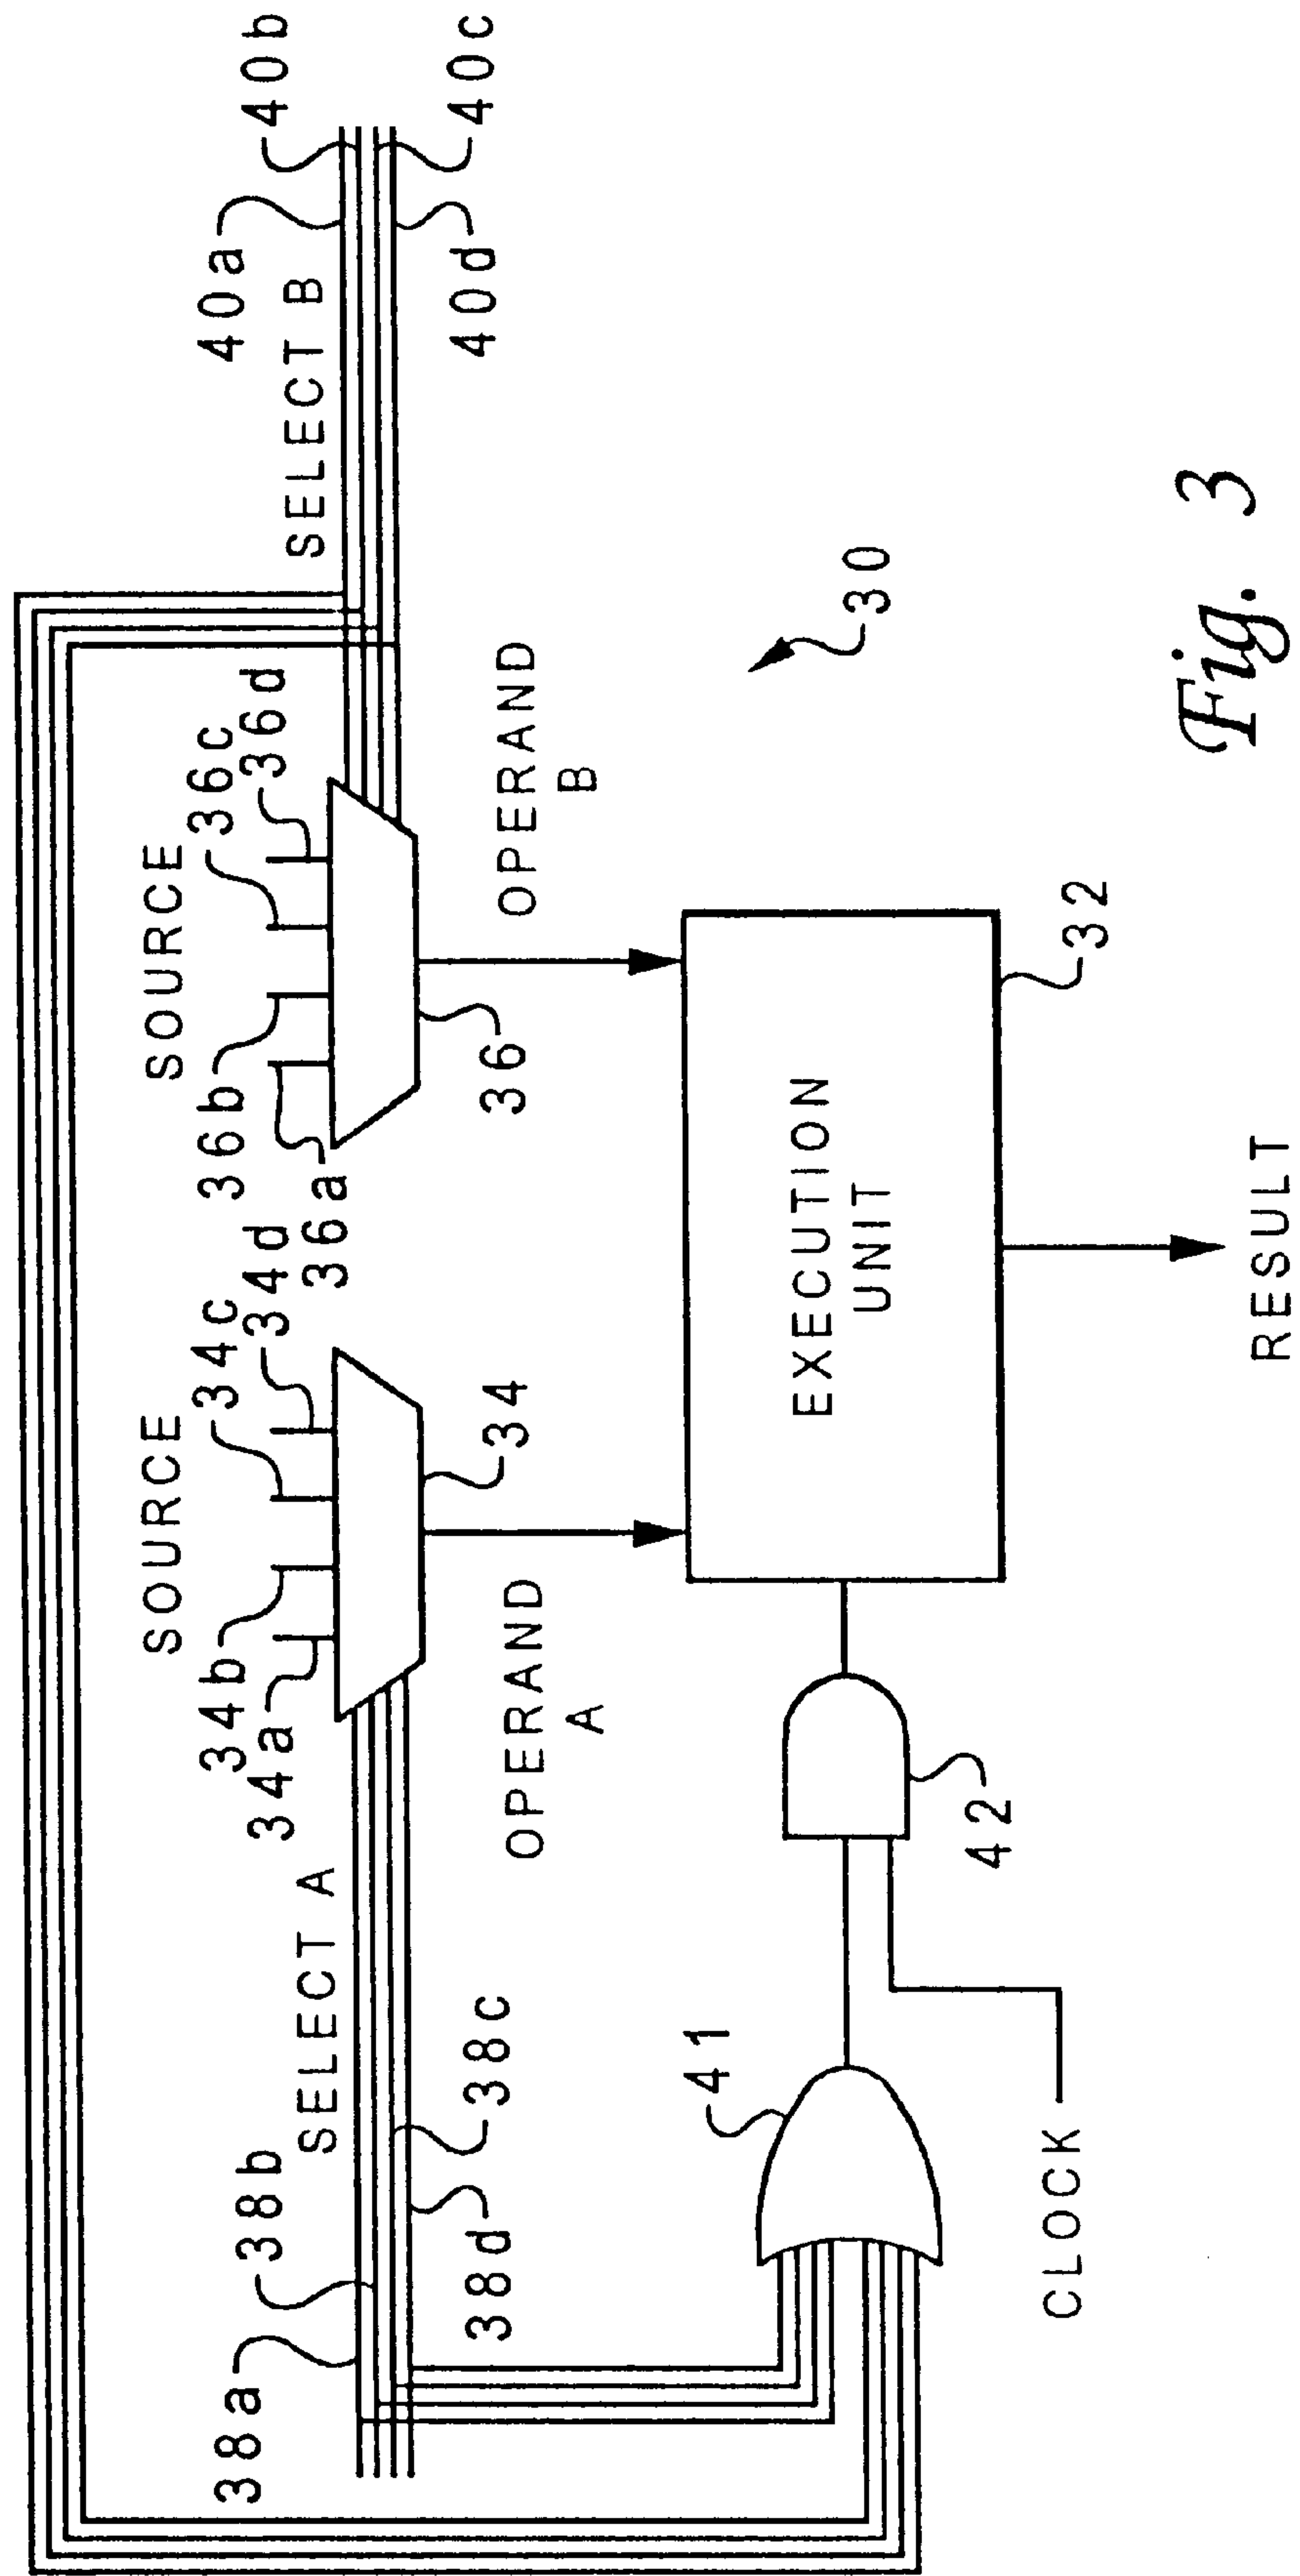 40b
40a
SELECT B
40c
40d
SOURCE
36c
36d
36b
36a
36
OPERAND
B
SOURCE
34c
34d
34b
34a
34
OPERAND
A
SELECT A
38b
38a
38c
38d
41
42
CLOCK
EXECUTION
UNIT
32
RESULT
30
Fig. 3